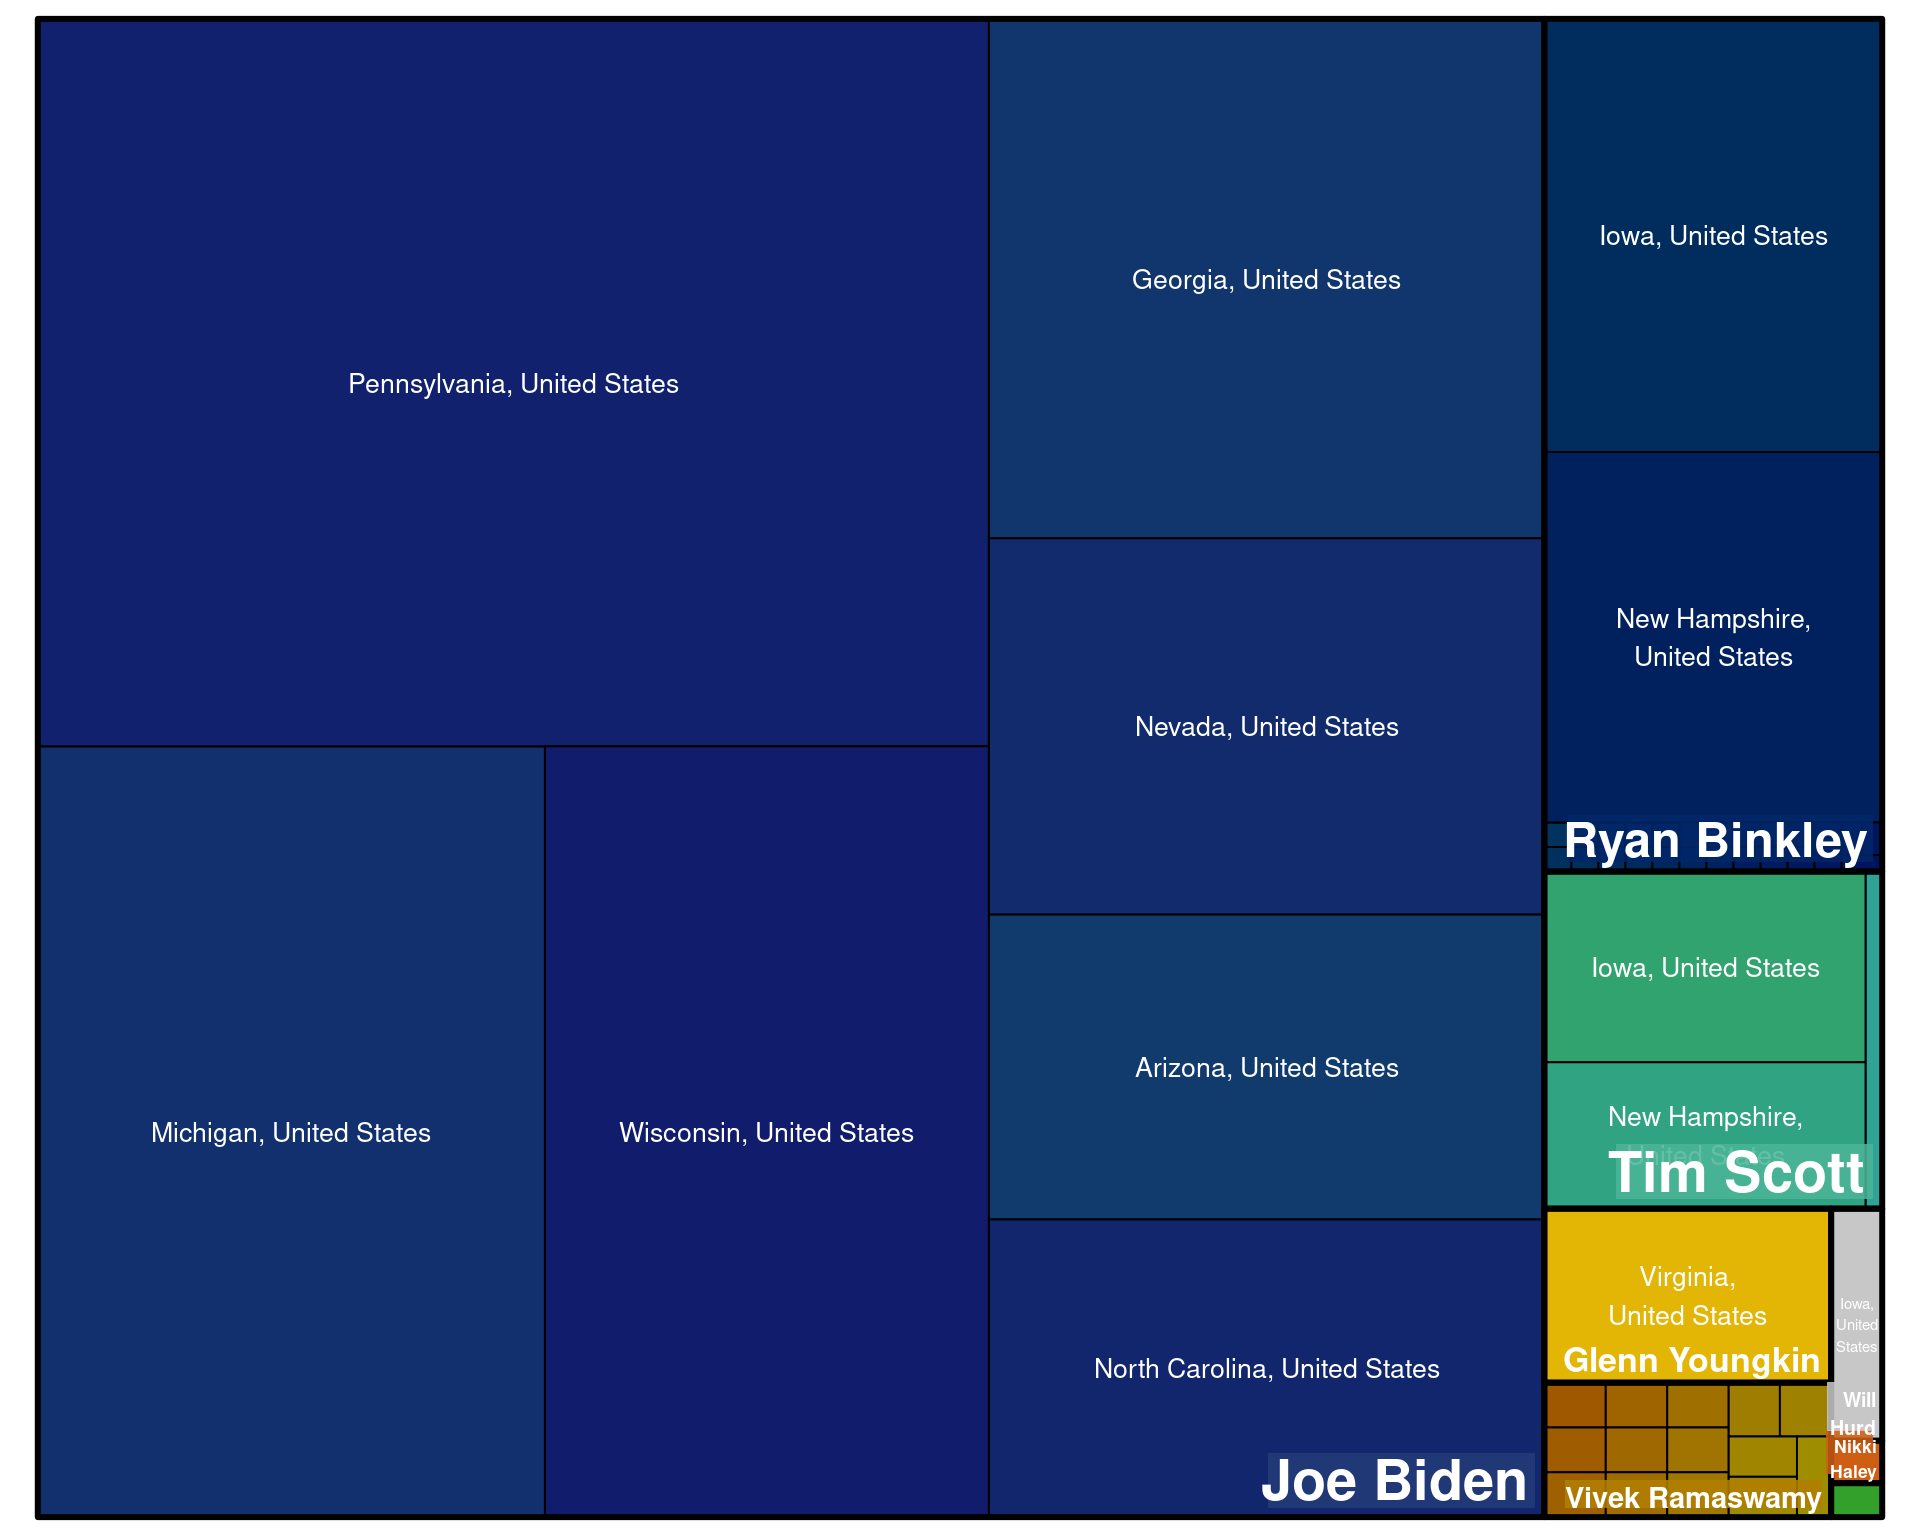 Pennsylvania, United States
Michigan, United States
Wisconsin, United States
Georgia, United States
Nevada, United States
Arizona, United States
North Carolina, United States
Joe Biden
Iowa, United States
New Hampshire,
United States
Ryan Binkley
Iowa, United States
New Hampshire,
United States
Tim Scott
Virginia,
United States
Glenn Youngkin
Iowa,
United
States
Will
Hurd
Nikki
Haley
Vivek Ramaswamy